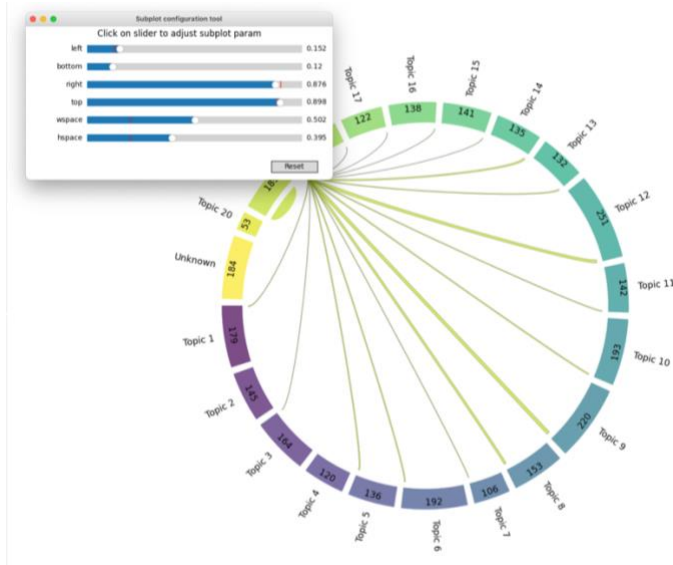 Subplot configuration tool
Click on slider to adjust subplot param
left 0.152
bottom 0.12
right 0.876
top 0.898
wspace 0.502
hspace 0.395
Reset
Topic 17
122
Topic 16
138
Topic 15
141
Topic 14
135
Topic 13
132
Topic 12
251
Topic 11
142
Topic 10
193
Topic 9
220
Topic 8
153
Topic 7
106
Topic 6
192
Topic 5
136
Topic 4
120
Topic 3
164
Topic 2
145
Topic 1
179
Unknown
184
Topic 20
53